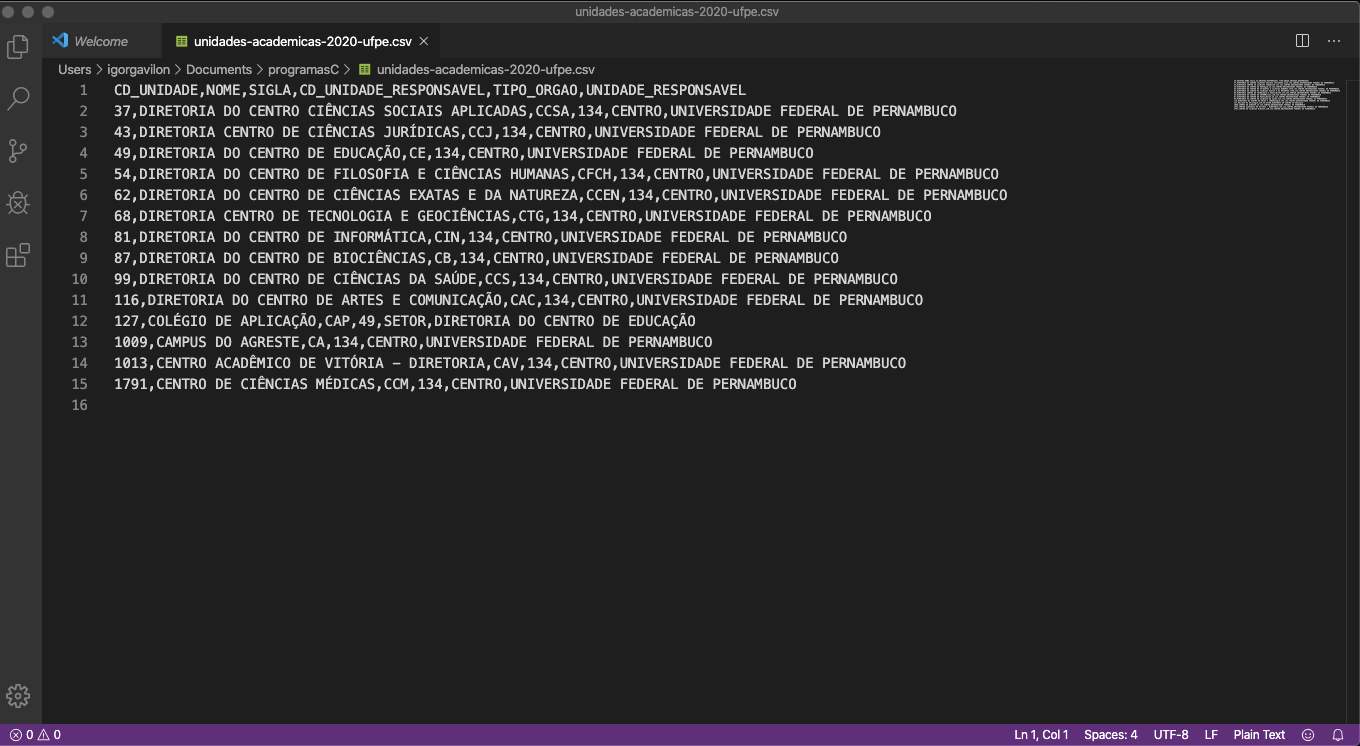 unidades-academicas-2020-ufpe.csv
Welcome
unidades-academicas-2020-ufpe.csv
Users > igorgavilon > Documents > programasC > unidades-academicas-2020-ufpe.csv
1 CD_UNIDADE,NOME,SIGLA,CD_UNIDADE_RESPONSAVEL,TIPO_ORGAO,UNIDADE_RESPONSAVEL
2 37,DIRETORIA DO CENTRO CIÊNCIAS SOCIAIS APLICADAS,CCSA,134,CENTRO,UNIVERSIDADE FEDERAL DE PERNAMBUCO
3 43,DIRETORIA CENTRO DE CIÊNCIAS JURÍDICAS,CCJ,134,CENTRO,UNIVERSIDADE FEDERAL DE PERNAMBUCO
4 49,DIRETORIA DO CENTRO DE EDUCAÇÃO,CE,134,CENTRO,UNIVERSIDADE FEDERAL DE PERNAMBUCO
5 54,DIRETORIA DO CENTRO DE FILOSOFIA E CIÊNCIAS HUMANAS,CFCH,134,CENTRO,UNIVERSIDADE FEDERAL DE PERNAMBUCO
6 62,DIRETORIA DO CENTRO DE CIÊNCIAS EXATAS E DA NATUREZA,CCEN,134,CENTRO,UNIVERSIDADE FEDERAL DE PERNAMBUCO
7 68,DIRETORIA CENTRO DE TECNOLOGIA E GEOCIÊNCIAS,CTG,134,CENTRO,UNIVERSIDADE FEDERAL DE PERNAMBUCO
8 81,DIRETORIA DO CENTRO DE INFORMÁTICA,CIN,134,CENTRO,UNIVERSIDADE FEDERAL DE PERNAMBUCO
9 87,DIRETORIA DO CENTRO DE BIOCIÊNCIAS,CB,134,CENTRO,UNIVERSIDADE FEDERAL DE PERNAMBUCO
10 99,DIRETORIA DO CENTRO DE CIÊNCIAS DA SAÚDE,CCS,134,CENTRO,UNIVERSIDADE FEDERAL DE PERNAMBUCO
11 116,DIRETORIA DO CENTRO DE ARTES E COMUNICAÇÃO,CAC,134,CENTRO,UNIVERSIDADE FEDERAL DE PERNAMBUCO
12 127,COLÉGIO DE APLICAÇÃO,CAP,49,SETOR,DIRETORIA DO CENTRO DE EDUCAÇÃO
13 1009,CAMPUS DO AGRESTE,CA,134,CENTRO,UNIVERSIDADE FEDERAL DE PERNAMBUCO
14 1013,CENTRO ACADÊMICO DE VITÓRIA – DIRETORIA,CAV,134,CENTRO,UNIVERSIDADE FEDERAL DE PERNAMBUCO
15 1791,CENTRO DE CIÊNCIAS MÉDICAS,CCM,134,CENTRO,UNIVERSIDADE FEDERAL DE PERNAMBUCO
16
0 0 Ln 1, Col 1 Spaces: 4 UTF-8 LF Plain Text